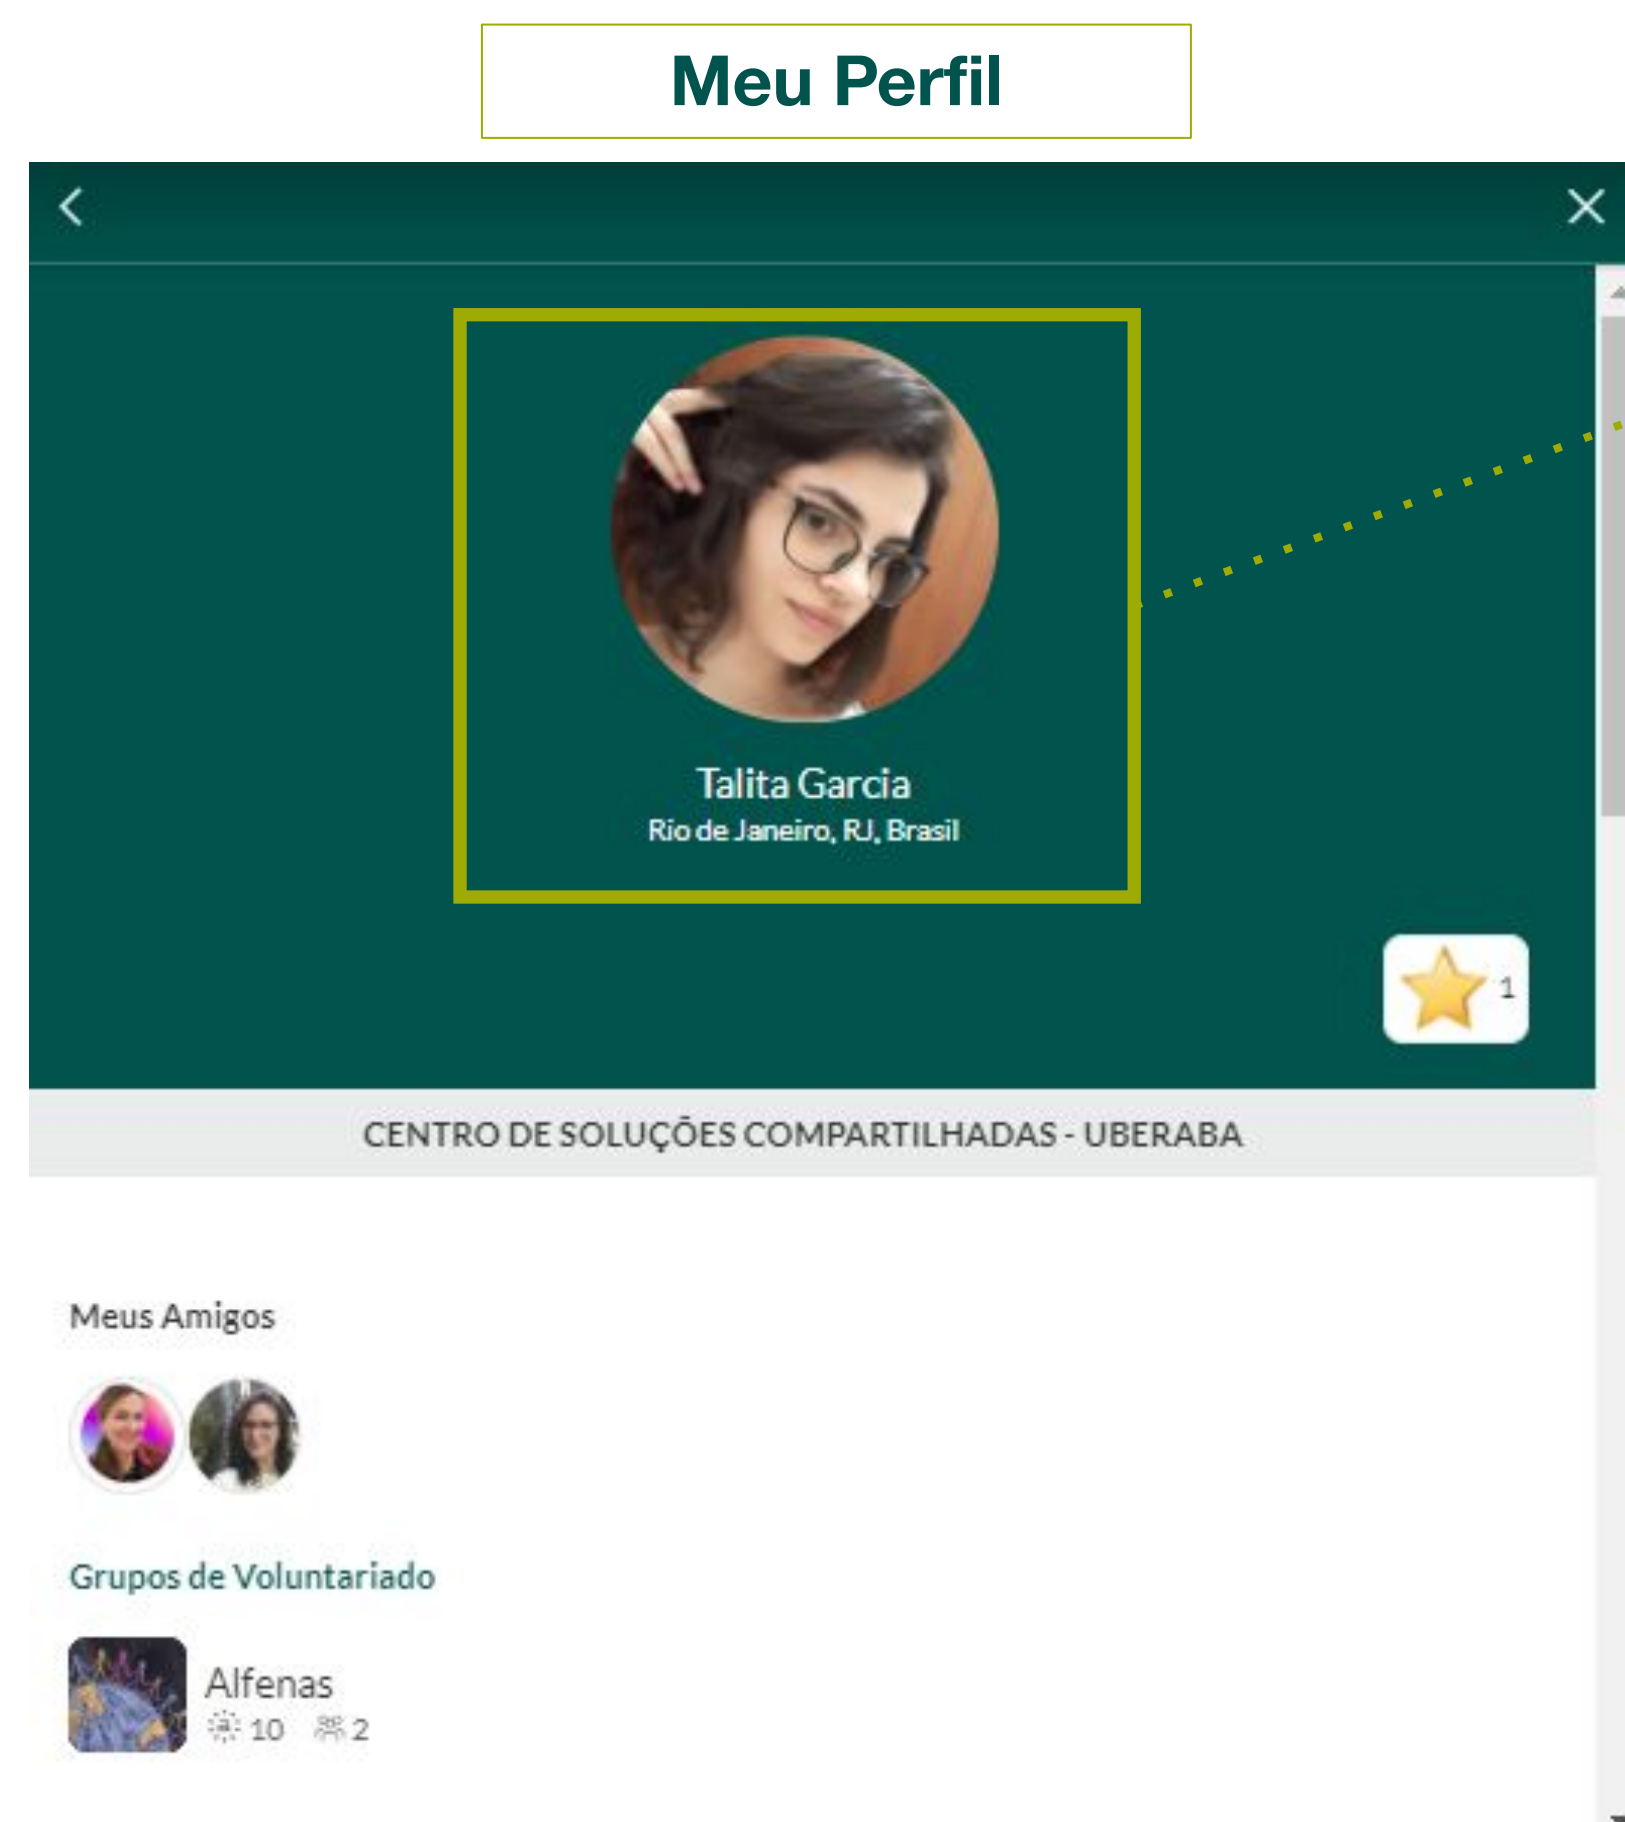 Meu Perfil
Talita Garcia
Rio de Janeiro, RJ, Brasil
1
CENTRO DE SOLUÇÕES COMPARTILHADAS - UBERABA
Meus Amigos
Grupos de Voluntariado
Alfenas
10 2